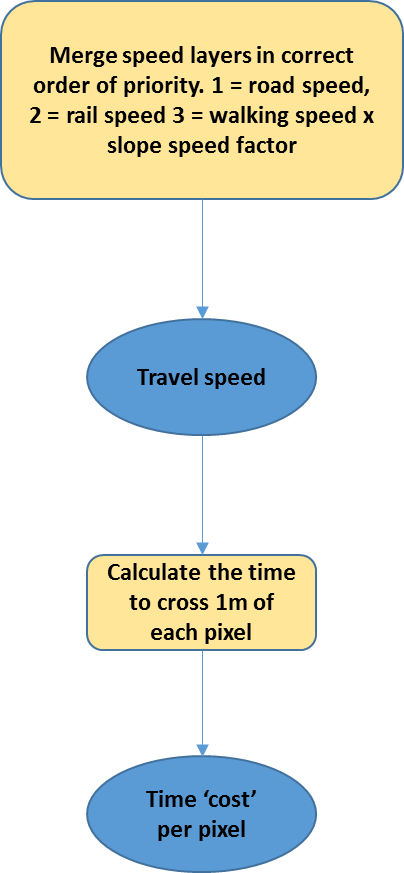 Merge speed layers in correct
order of priority. 1 = road speed,
2 = rail speed 3 = walking speed x
slope speed factor
Travel speed
Calculate the time
to cross 1m of
each pixel
Time ‘cost’
per pixel